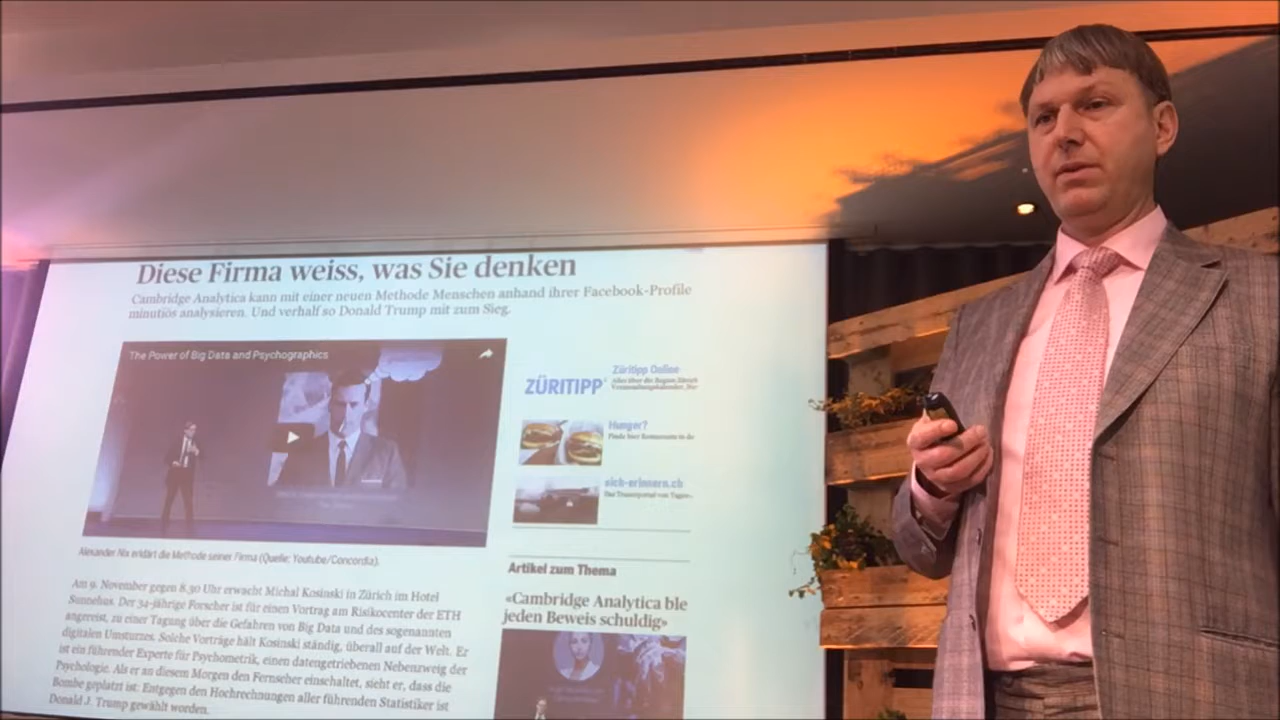 Diese Firma weiss, was Sie denken
Cambridge Analytica kann mit einer neuen Methode Menschen anhand ihrer Facebook-Profile
minutiös analysieren. Und verhalf so Donald Trump mit zum Sieg.
The Power of Big Data and Psychographics
Alexander Nix erklärt die Methode seiner Firma (Quelle: Youtube/Concordia).
Am 9. November gegen 8.30 Uhr erwacht Michal Kosinski in Zürich im Hotel
Sunnehus. Der 34-jährige Forscher ist für einen Vortrag am Risikocenter der ETH
angereist, zu einer Tagung über die Gefahren von Big Data und des sogenannten
digitalen Umsturzes. Solche Vorträge hält Kosinski ständig, überall auf der Welt. Er
ist ein führender Experte für Psychometrik, einen datengetriebenen Nebenzweig der
Psychologie. Als er an diesem Morgen den Fernseher einschaltet, sieht er, dass die
Bombe geplatzt ist: Entgegen den Hochrechnungen aller führenden Statistiker ist
Donald J. Trump gewählt worden.
ZÜRITIPP
Züritipp Online
Alles über die Region Zürich
Hunger?
Finde hier Restaurants in de
sich-erinnern.ch
Das Trauerportal von Tages-
Artikel zum Thema
«Cambridge Analytica ble
jeden Beweis schuldig»